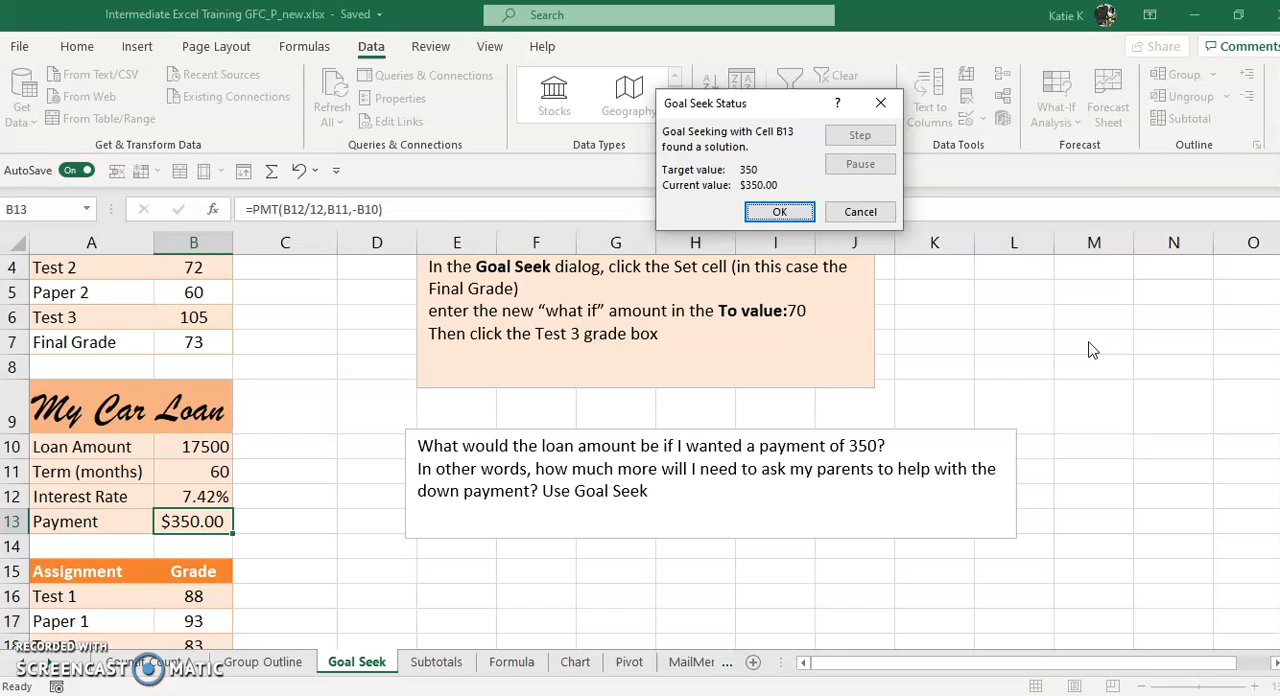 Intermediate Excel Training GFC_P_new.xlsx - Saved
Search
Katie K
File Home Insert Page Layout Formulas Data Review View Help
Share Comments
Get Data
From Text/CSV
From Web
From Table/Range
Recent Sources
Existing Connections
Get & Transform Data
Refresh All
Queries & Connections
Properties
Edit Links
Queries & Connections
Stocks
Geography
Data Types
Clear
Text to Columns
Data Tools
What-If Analysis
Forecast Sheet
Forecast
Group
Ungroup
Subtotal
Outline
Goal Seek Status ?
Goal Seeking with Cell B13
found a solution.
Target value: 350
Current value: $350.00
Step
Pause
OK Cancel
AutoSave On
B13 fx =PMT(B12/12,B11,-B10)
A B C D E F G H I J K L M N O
4 Test 2 72
5 Paper 2 60
6 Test 3 105
7 Final Grade 73
8
9 My Car Loan
10 Loan Amount 17500
11 Term (months) 60
12 Interest Rate 7.42%
13 Payment $350.00
14
15 Assignment Grade
16 Test 1 88
17 Paper 1 93
18 83
In the Goal Seek dialog, click the Set cell (in this case the
Final Grade)
enter the new “what if” amount in the To value:70
Then click the Test 3 grade box
What would the loan amount be if I wanted a payment of 350?
In other words, how much more will I need to ask my parents to help with the
down payment? Use Goal Seek
RECORDED WITH
SCREENCAST MATIC
Group Outline Goal Seek Subtotals Formula Chart Pivot MailMer ...
Ready